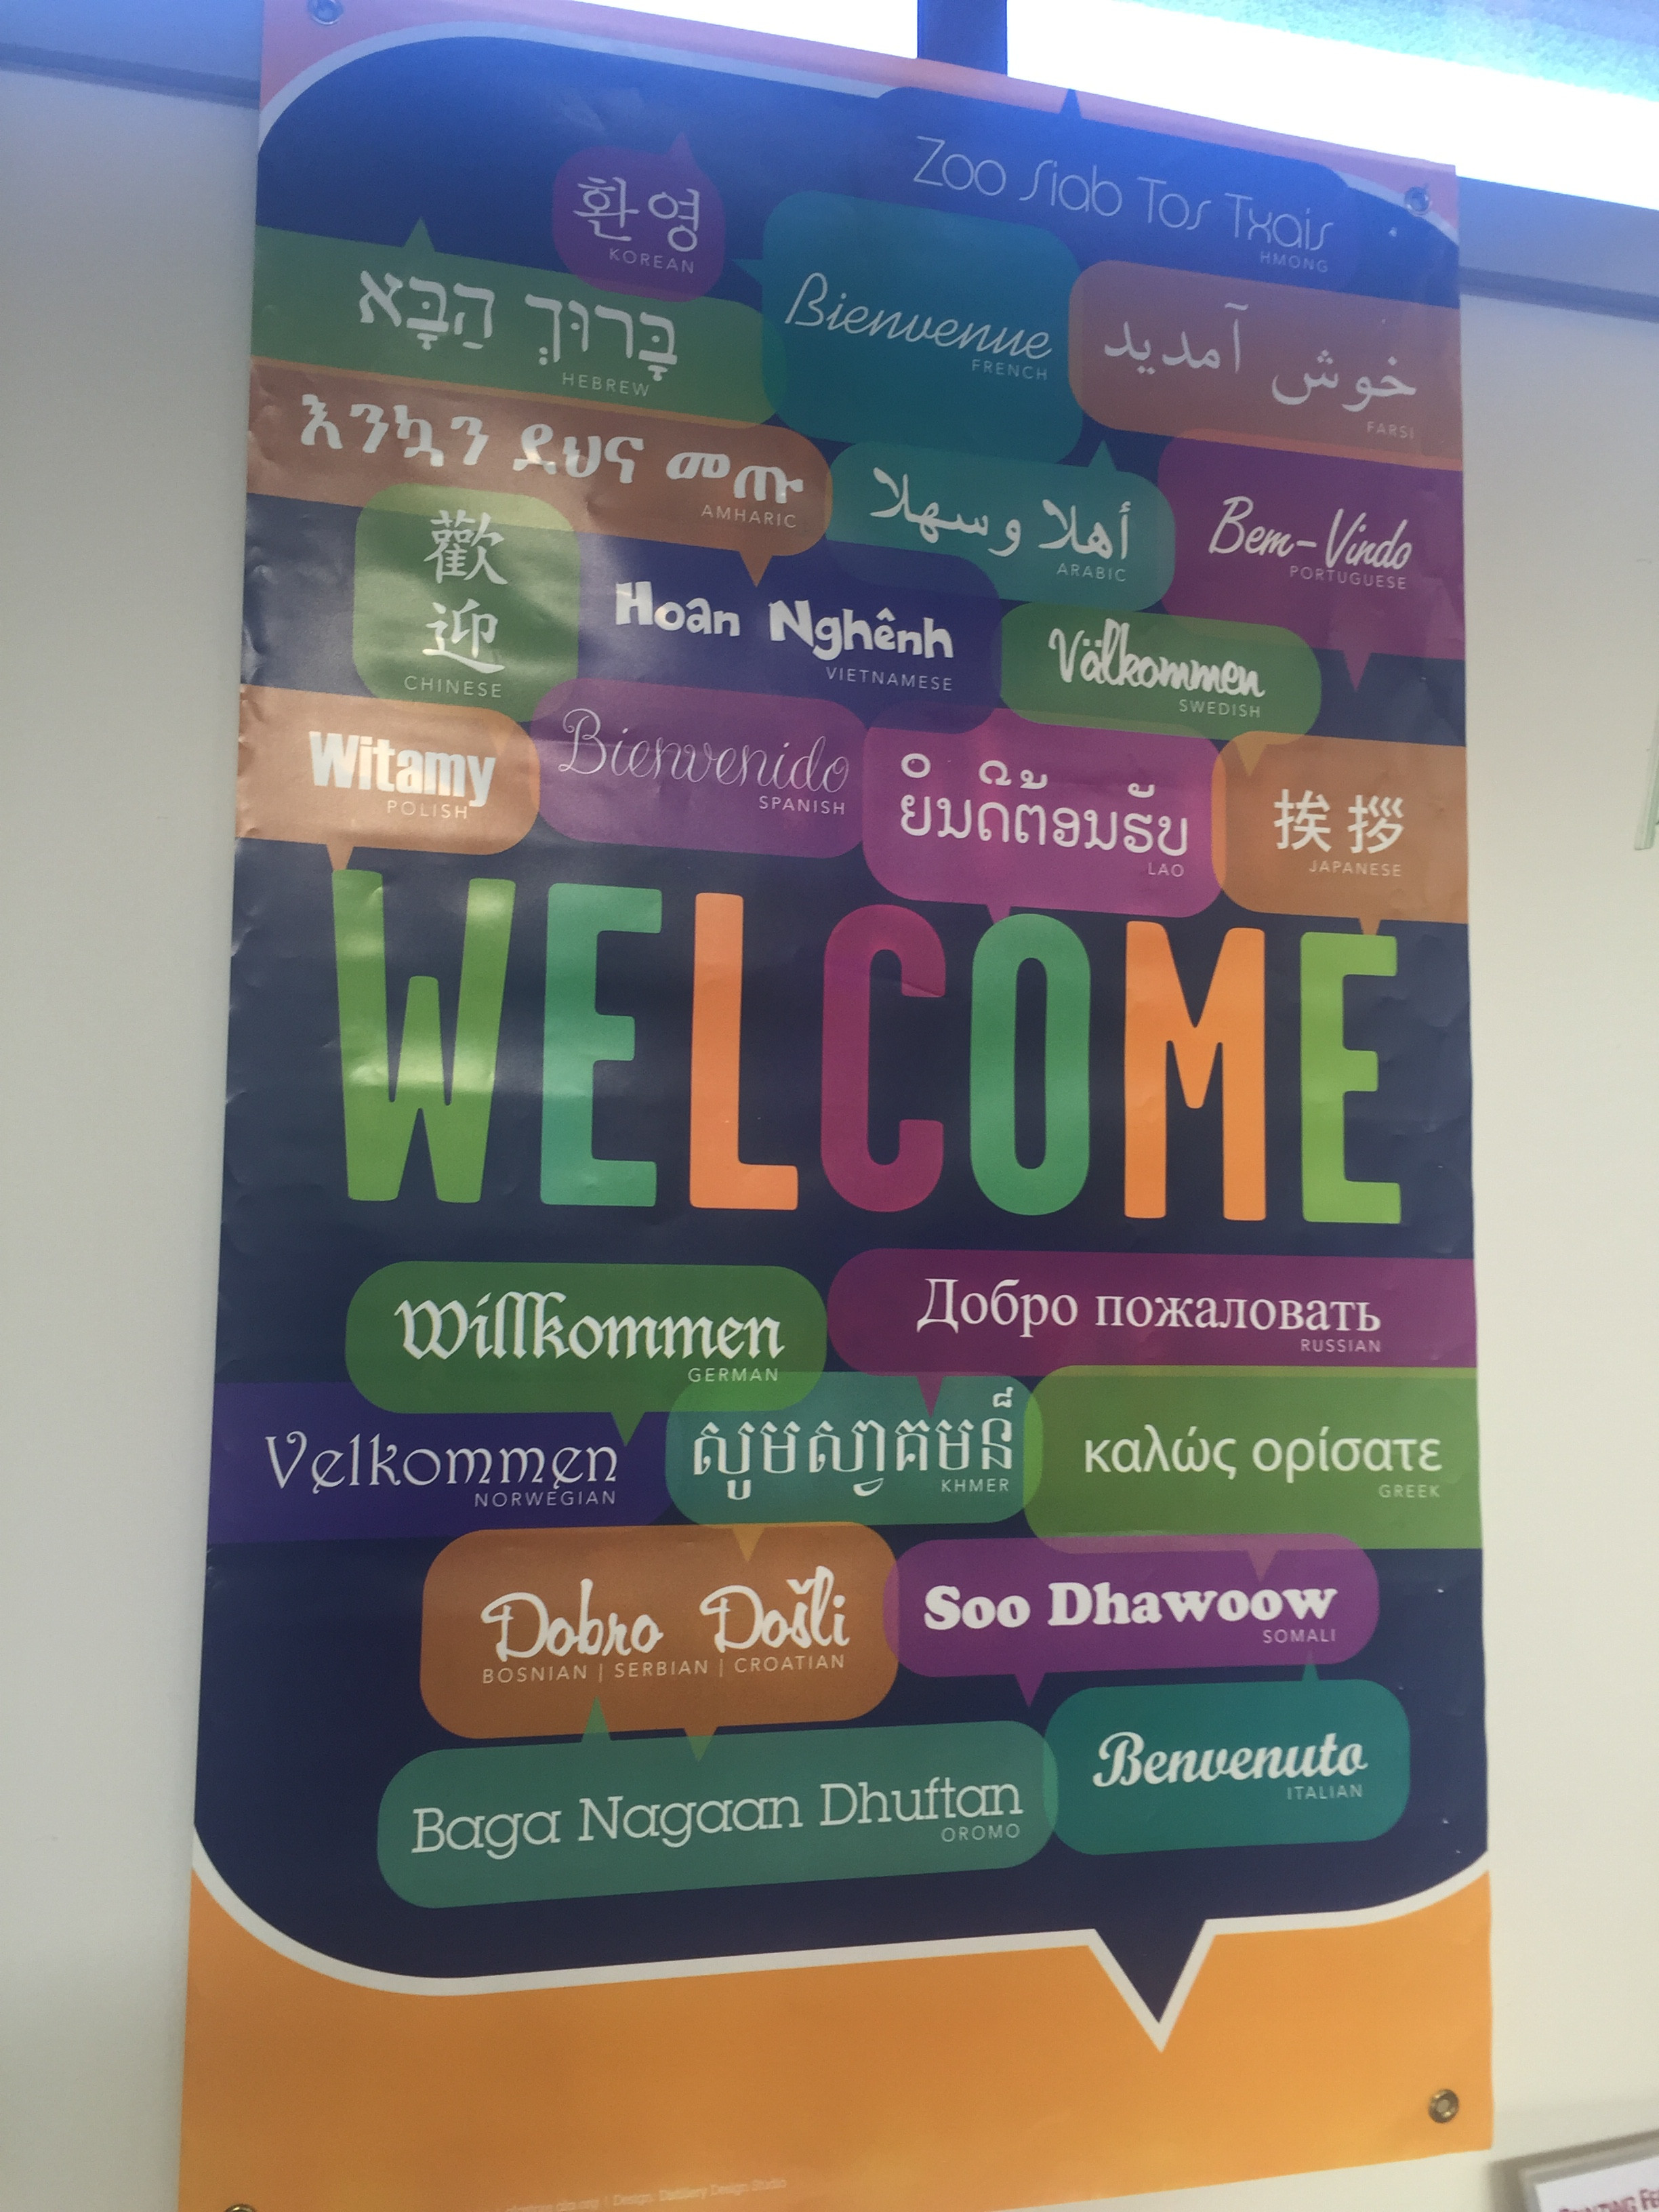 Zoo Siab Tos Txais
HMONG
환영
KOREAN
Bienvenue
FRENCH
בָּרוּךְ הַבָּא
HEBREW
خوش آمدید
FARSI
እንኳን ደህና መጡ
AMHARIC
أهلا وسهلا
ARABIC
Bem-Vindo
PORTUGUESE
歡
迎
CHINESE
Hoan Nghênh
VIETNAMESE
Välkommen
SWEDISH
Witamy
POLISH
Bienvenido
SPANISH
ຍິນດີຕ້ອນຮັບ
LAO
挨拶
JAPANESE
WELCOME
Willkommen
GERMAN
Добро пожаловать
RUSSIAN
Velkommen
NORWEGIAN
សូមស្វាគមន៏
KHMER
καλώς ορίσατε
GREEK
Dobro Došli
BOSNIAN | SERBIAN | CROATIAN
Soo Dhawoow
SOMALI
Baga Nagaan Dhuftan
OROMO
Benvenuto
ITALIAN
| Design: Distillery Design Studio